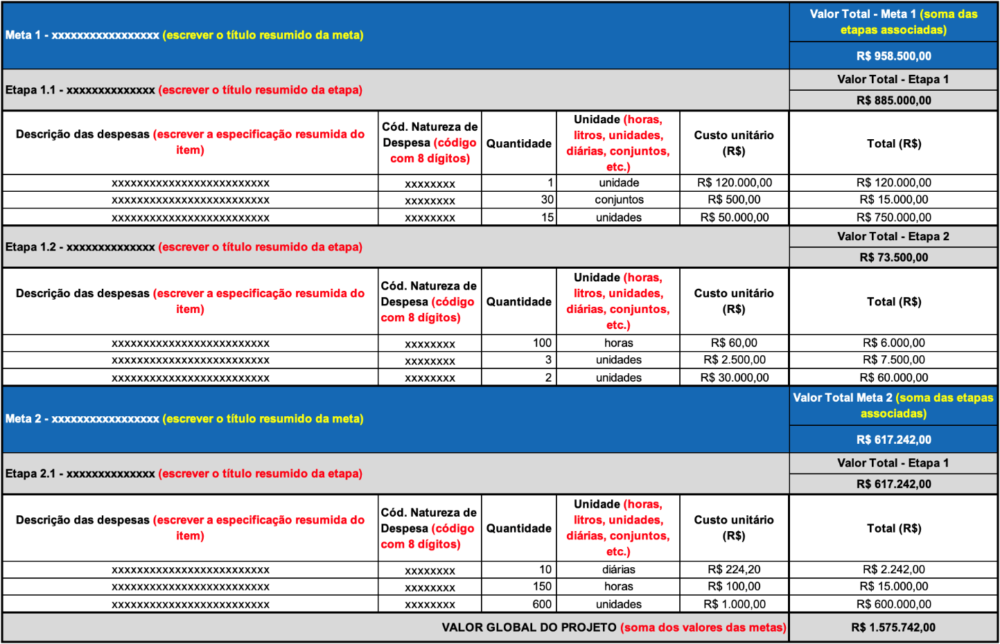 Meta 1 - xxxxxxxxxxxxxxxxx (escrever o título resumido da meta)
Valor Total - Meta 1 (soma das
etapas associadas)
R$ 958.500,00
Etapa 1.1 - xxxxxxxxxxxxxx (escrever o título resumido da etapa)
Valor Total - Etapa 1
R$ 885.000,00
Descrição das despesas (escrever a especificação resumida do
item)
Cód. Natureza de
Despesa (código
com 8 dígitos)
Quantidade
Unidade (horas,
litros, unidades,
diárias, conjuntos,
etc.)
Custo unitário
(R$)
Total (R$)
xxxxxxxxxxxxxxxxxxxxxxxxx xxxxxxxx 1 unidade R$ 120.000,00 R$ 120.000,00
xxxxxxxxxxxxxxxxxxxxxxxxx xxxxxxxx 30 conjuntos R$ 500,00 R$ 15.000,00
xxxxxxxxxxxxxxxxxxxxxxxxx xxxxxxxx 15 unidades R$ 50.000,00 R$ 750.000,00
Etapa 1.2 - xxxxxxxxxxxxxx (escrever o título resumido da etapa)
Valor Total - Etapa 2
R$ 73.500,00
Descrição das despesas (escrever a especificação resumida do
item)
Cód. Natureza de
Despesa (código
com 8 dígitos)
Quantidade
Unidade (horas,
litros, unidades,
diárias, conjuntos,
etc.)
Custo unitário
(R$)
Total (R$)
xxxxxxxxxxxxxxxxxxxxxxxxx xxxxxxxx 100 horas R$ 60,00 R$ 6.000,00
xxxxxxxxxxxxxxxxxxxxxxxxx xxxxxxxx 3 unidades R$ 2.500,00 R$ 7.500,00
xxxxxxxxxxxxxxxxxxxxxxxxx xxxxxxxx 2 unidades R$ 30.000,00 R$ 60.000,00
Meta 2 - xxxxxxxxxxxxxxxxx (escrever o título resumido da meta)
Valor Total Meta 2 (soma das etapas
associadas)
R$ 617.242,00
Etapa 2.1 - xxxxxxxxxxxxxx (escrever o título resumido da etapa)
Valor Total - Etapa 1
R$ 617.242,00
Descrição das despesas (escrever a especificação resumida do
item)
Cód. Natureza de
Despesa (código
com 8 dígitos)
Quantidade
Unidade (horas,
litros, unidades,
diárias, conjuntos,
etc.)
Custo unitário
(R$)
Total (R$)
xxxxxxxxxxxxxxxxxxxxxxxxx xxxxxxxx 10 diárias R$ 224,20 R$ 2.242,00
xxxxxxxxxxxxxxxxxxxxxxxxx xxxxxxxx 150 horas R$ 100,00 R$ 15.000,00
xxxxxxxxxxxxxxxxxxxxxxxxx xxxxxxxx 600 unidades R$ 1.000,00 R$ 600.000,00
VALOR GLOBAL DO PROJETO (soma dos valores das metas) R$ 1.575.742,00